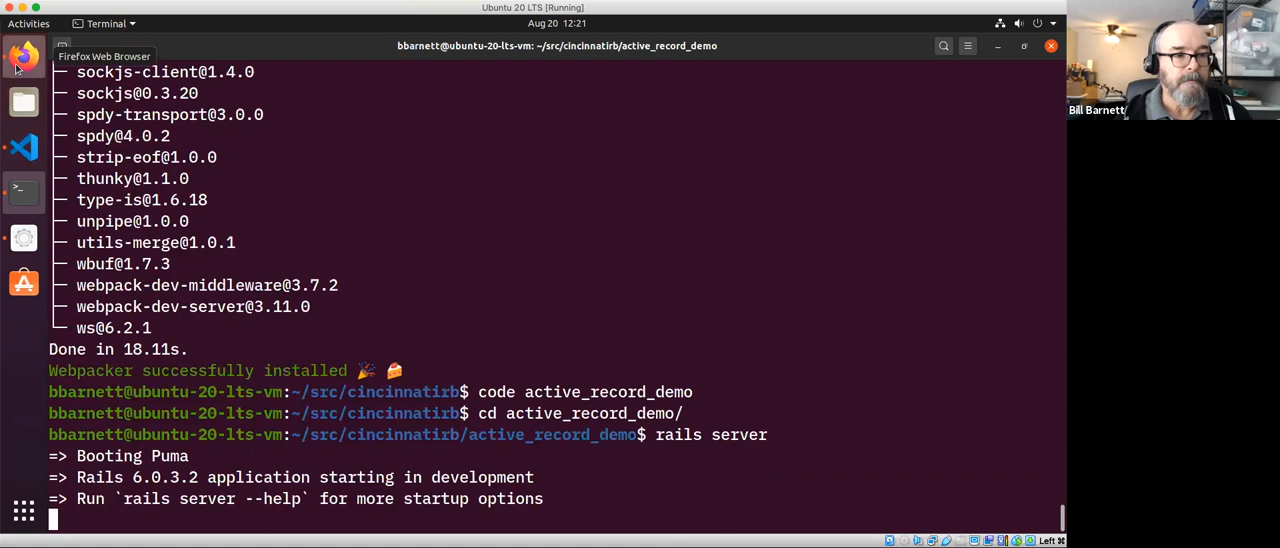 Ubuntu 20 LTS [Running]
Activities
Terminal
Aug 20 12:21
bbarnett@ubuntu-20-lts-vm: ~/src/cincinnatirb/active_record_demo
Firefox Web Browser
├─ sockjs-client@1.4.0
├─ sockjs@0.3.20
├─ spdy-transport@3.0.0
├─ spdy@4.0.2
├─ strip-eof@1.0.0
├─ thunky@1.1.0
├─ type-is@1.6.18
├─ unpipe@1.0.0
├─ utils-merge@1.0.1
├─ wbuf@1.7.3
├─ webpack-dev-middleware@3.7.2
├─ webpack-dev-server@3.11.0
└─ ws@6.2.1
Done in 18.11s.
Webpacker successfully installed 🎉 🍰
bbarnett@ubuntu-20-lts-vm:~/src/cincinnatirb$ code active_record_demo
bbarnett@ubuntu-20-lts-vm:~/src/cincinnatirb$ cd active_record_demo/
bbarnett@ubuntu-20-lts-vm:~/src/cincinnatirb/active_record_demo$ rails server
=> Booting Puma
=> Rails 6.0.3.2 application starting in development
=> Run `rails server --help` for more startup options
Left ⌘
Bill Barnett